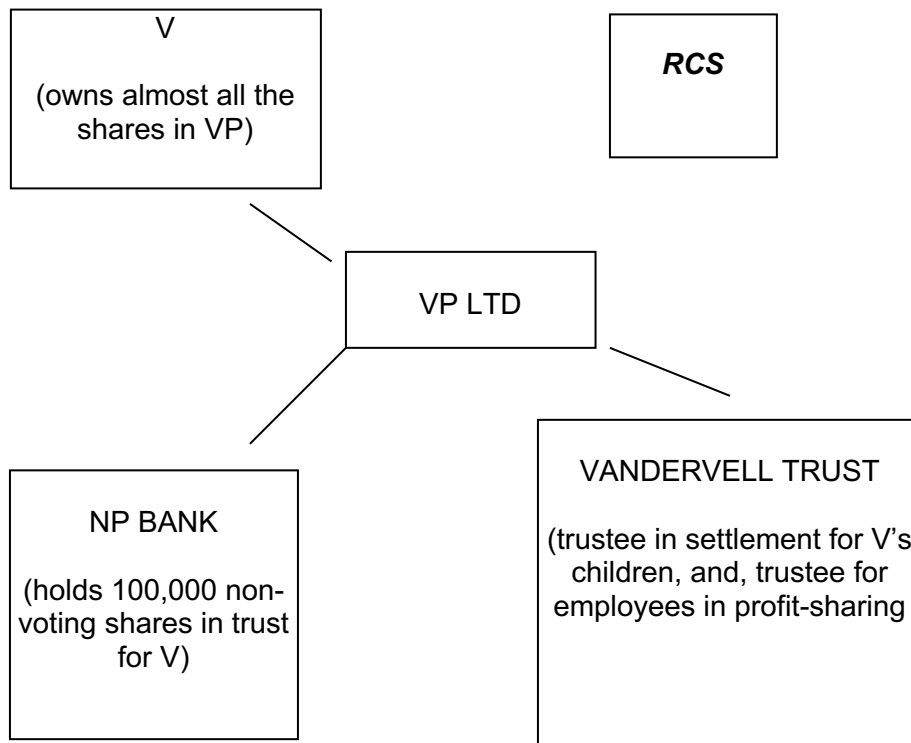 V
(owns almost all the
shares in VP)
RCS
VP LTD
NP BANK
(holds 100,000 non-
voting shares in trust
for V)
VANDERVELL TRUST
(trustee in settlement for V's
children, and, trustee for
employees in profit-sharing